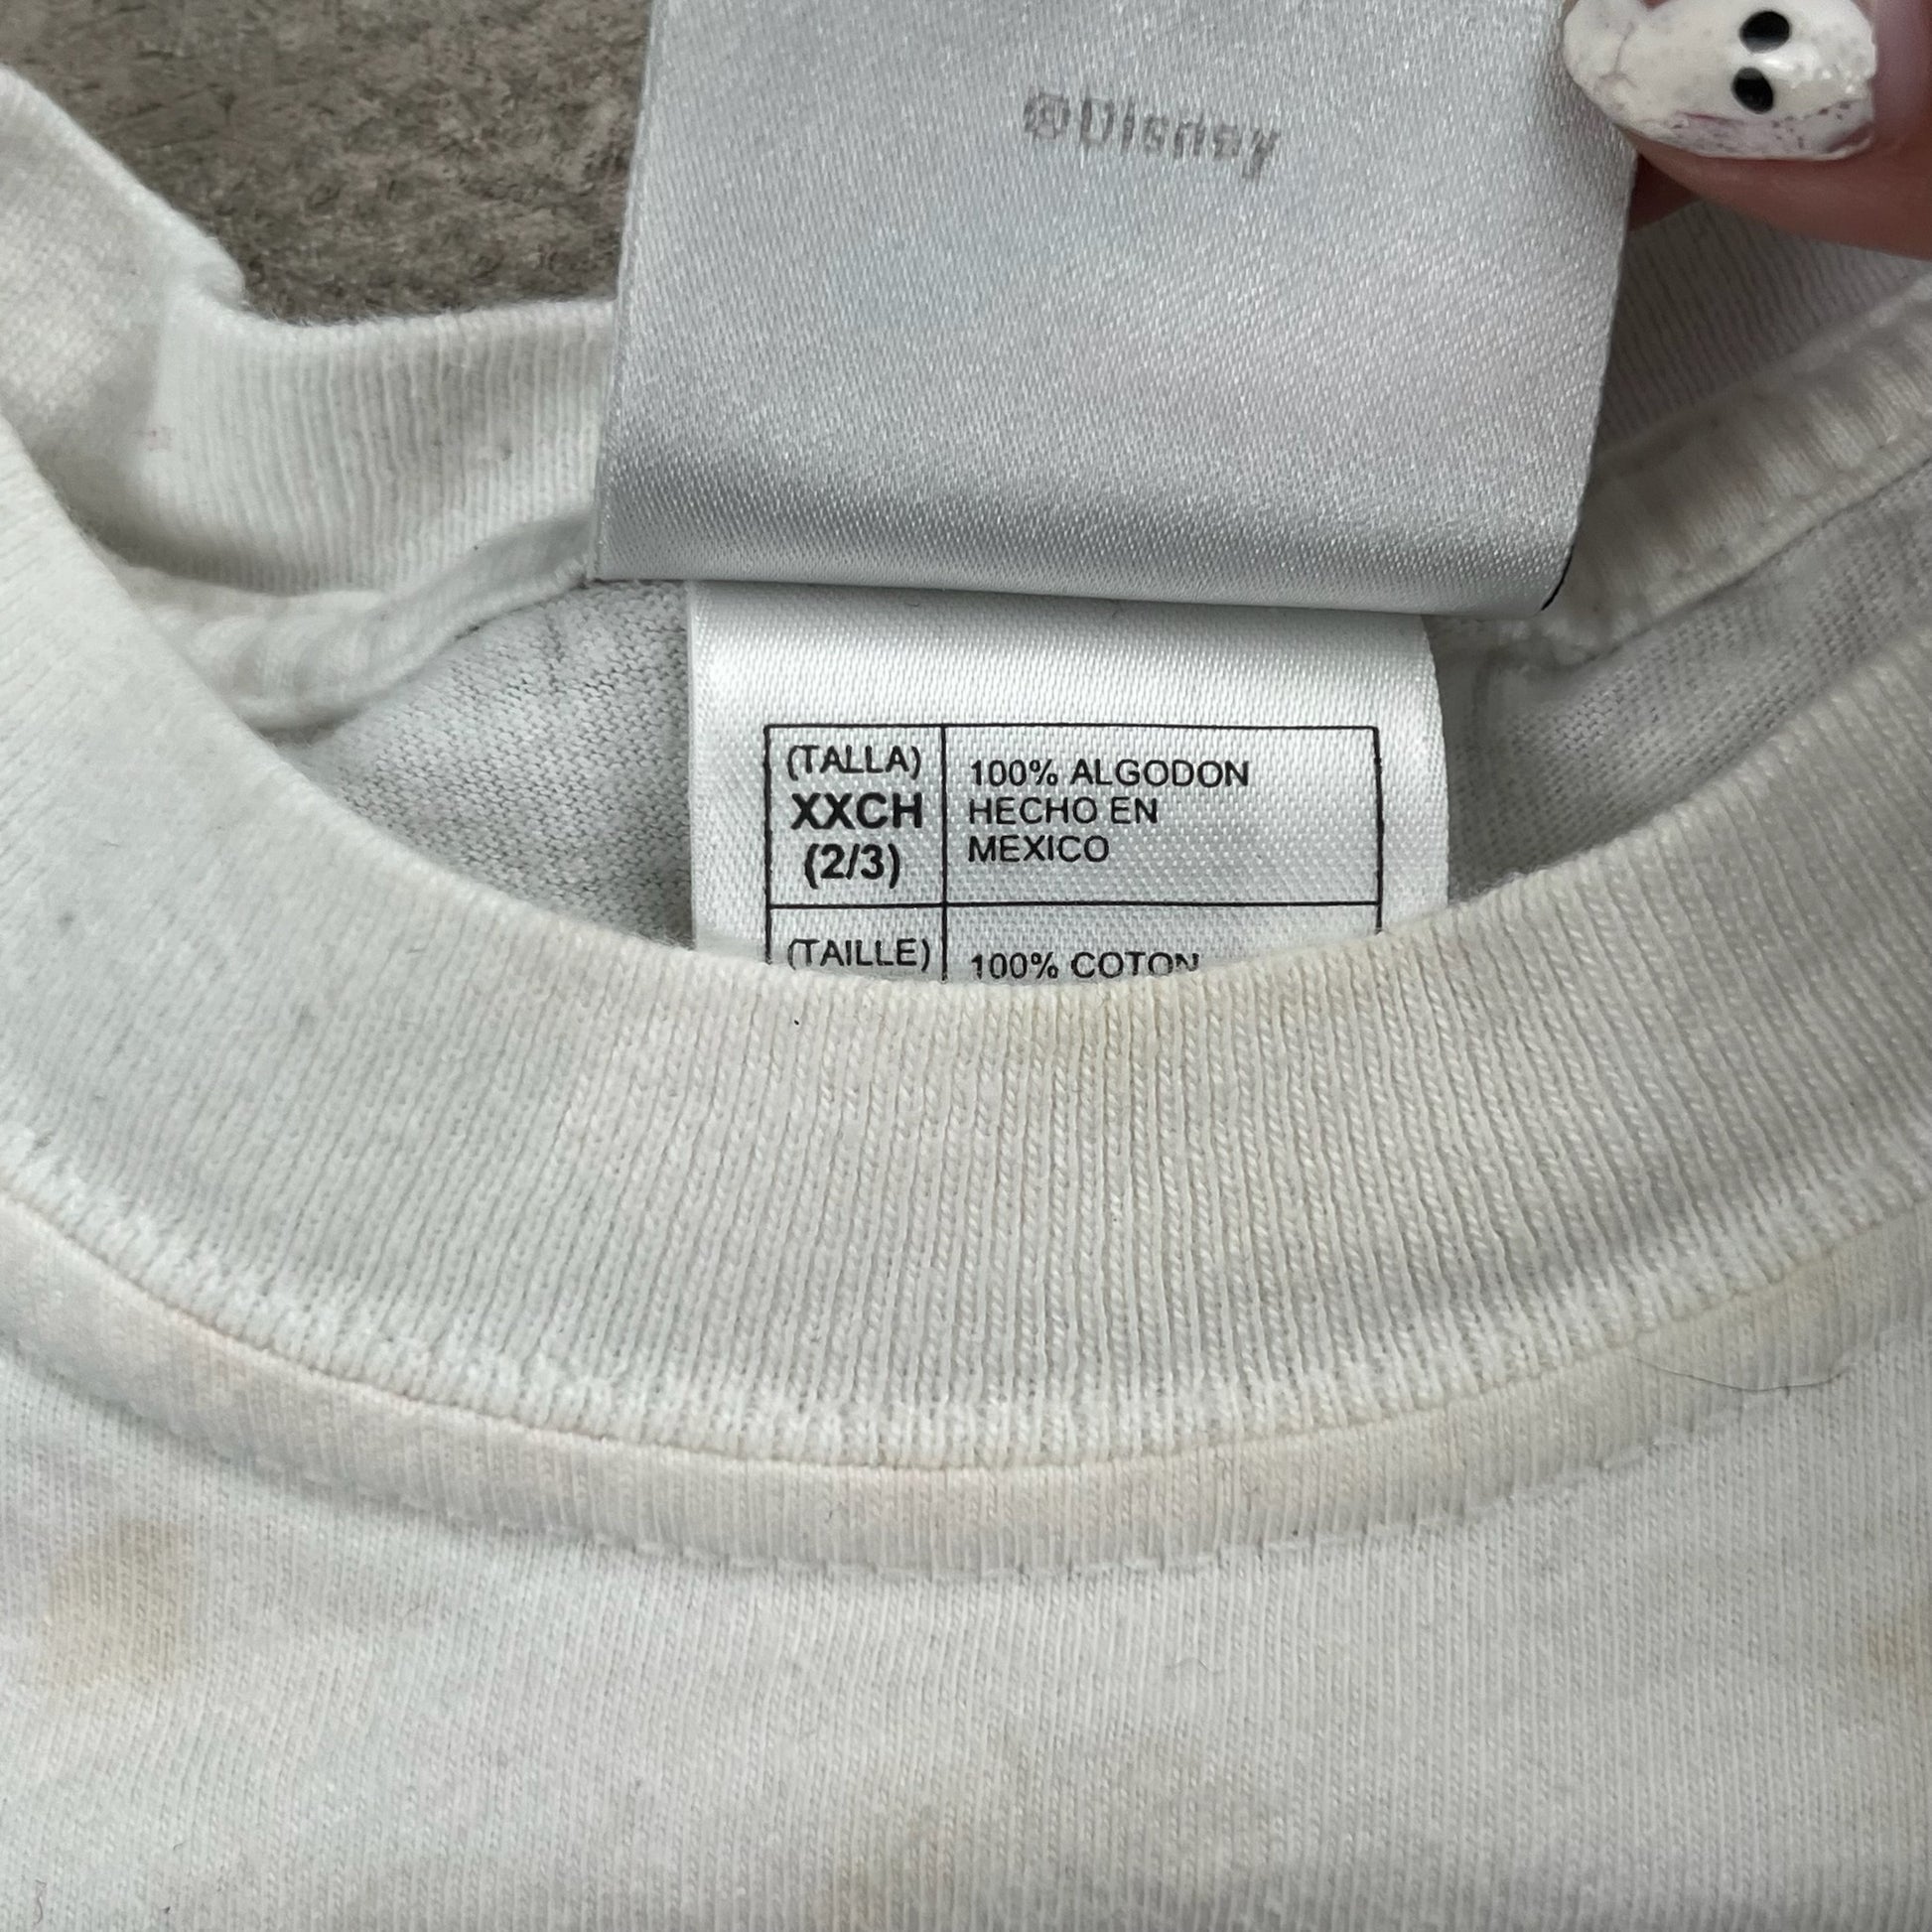 ©Disney
(TALLA)
XXCH
(2/3)
100% ALGODON
HECHO EN
MEXICO
(TAILLE)
100% COTON